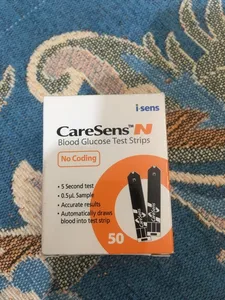 i-sens
CareSens™ N
Blood Glucose Test Strips
No Coding
• 5 Second test
• 0.5µL Sample
• Accurate results
• Automatically draws
blood into test strip
50